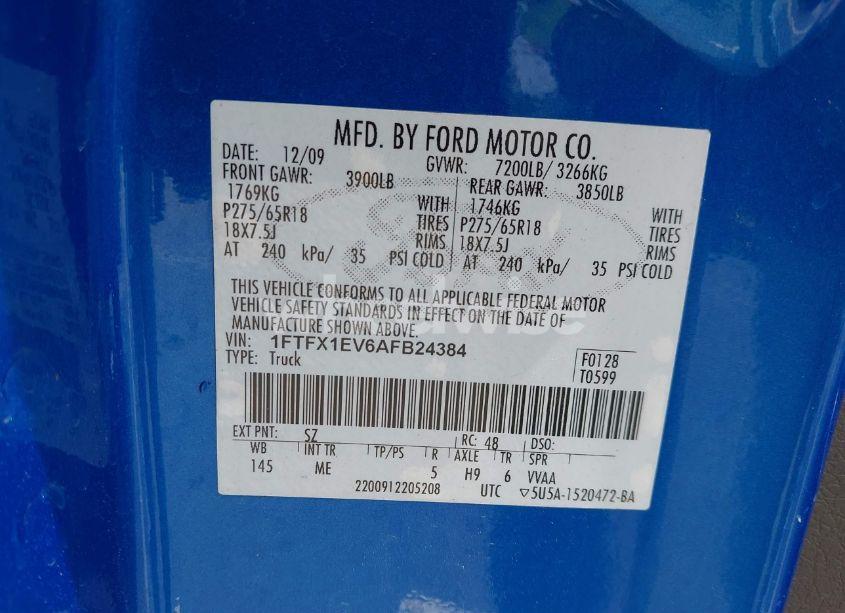 MFD. BY FORD MOTOR CO.
DATE: 12/09 GVWR: 7200LB/ 3266KG
FRONT GAWR: 3900LB REAR GAWR: 3850LB
1769KG WITH 1746KG WITH
P275/65R18 TIRES P275/65R18 TIRES
18X7.5J RIMS 18X7.5J RIMS
AT 240 kPa/ 35 PSI COLD AT 240 kPa/ 35 PSI COLD
THIS VEHICLE CONFORMS TO ALL APPLICABLE FEDERAL MOTOR
VEHICLE SAFETY STANDARDS IN EFFECT ON THE DATE OF
MANUFACTURE SHOWN ABOVE.
VIN: 1FTFX1EV6AFB24384
TYPE: Truck
F0128
T0599
EXT PNT: SZ RC: 48 DSO:
WB INT TR TP/PS R AXLE TR SPR
145 ME 5 H9 6 VVAA
2200912205208 UTC ▽5U5A-1520472-BA